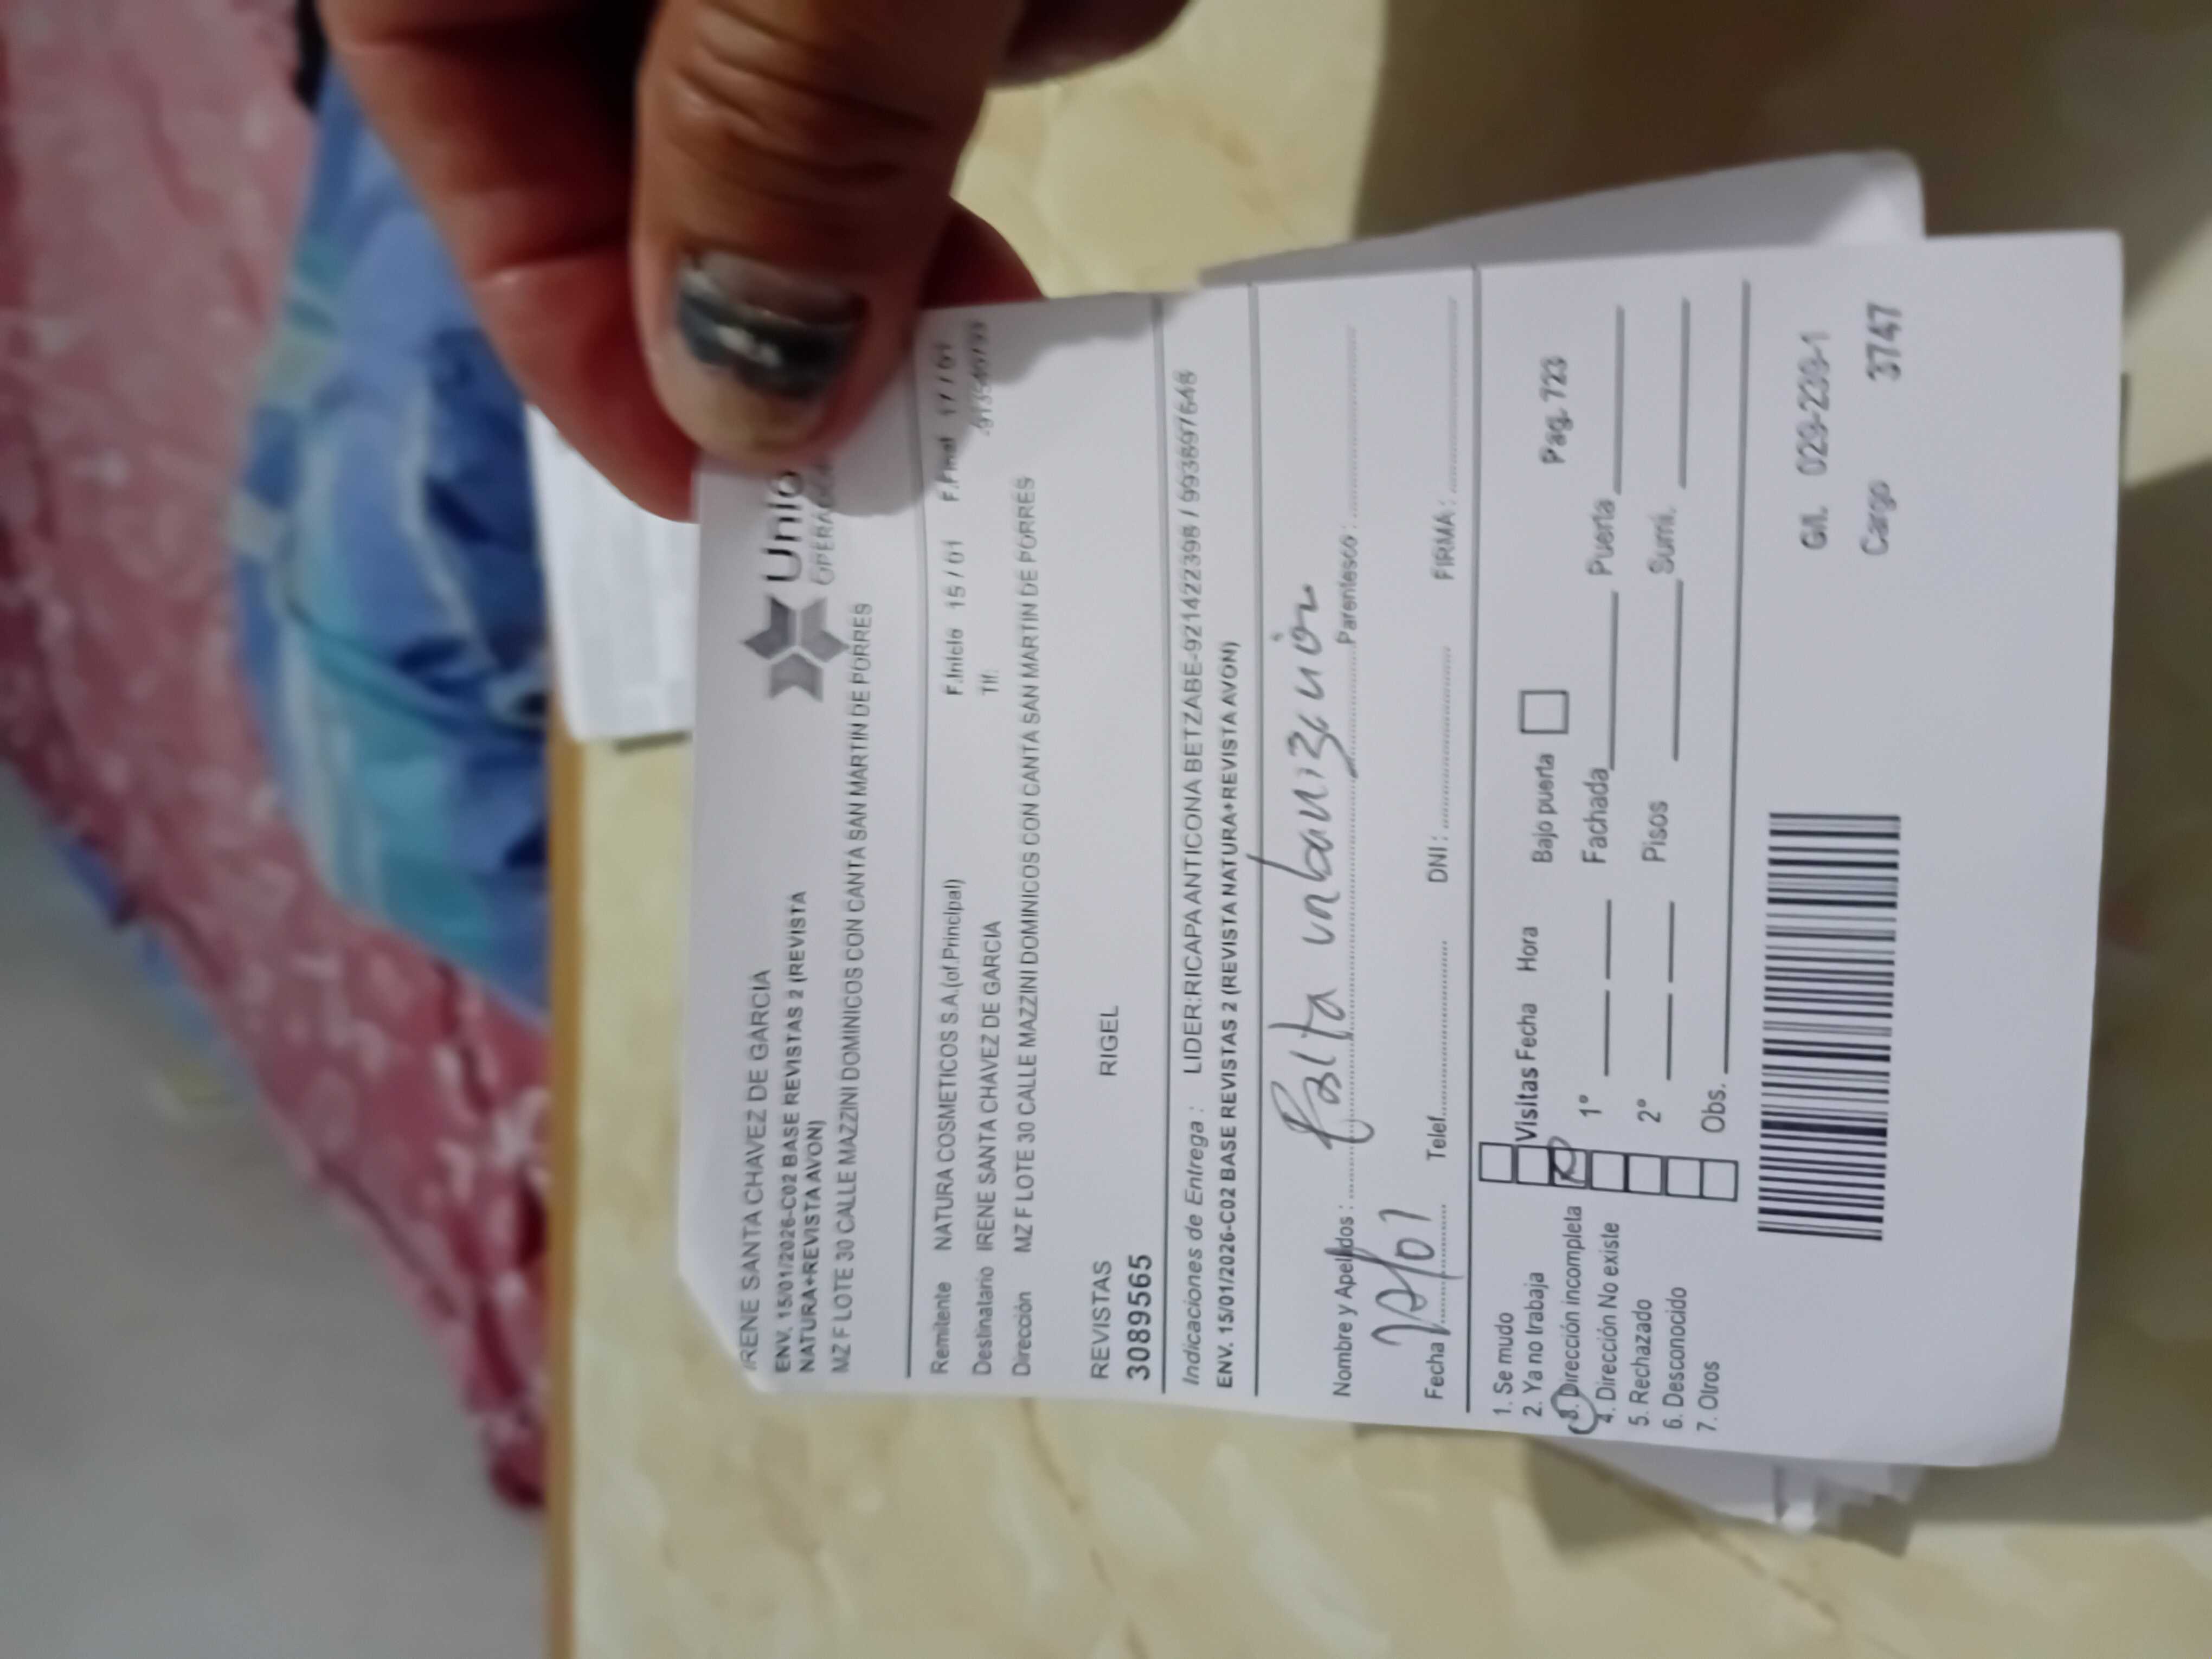 IRENE SANTA CHAVEZ DE GARCIA
ENV. 15/01/2026-C02 BASE REVISTAS 2 (REVISTA
NATURA+REVISTA AVON)
MZ F LOTE 30 CALLE MAZZINI DOMINICOS CON CANTA SAN MARTIN DE PORRES
Remitente NATURA COSMETICOS S.A.(of.Principal) F.Inicio 15 / 01 F.Final 17 / 01
Destinatario IRENE SANTA CHAVEZ DE GARCIA Tlf.
Dirección MZ F LOTE 30 CALLE MAZZINI DOMINICOS CON CANTA SAN MARTIN DE PORRES
REVISTAS RIGEL
3089565
Indicaciones de Entrega : LIDER:RICAPA ANTICONA BETZABE-921422398 / 993697648
ENV. 15/01/2026-C02 BASE REVISTAS 2 (REVISTA NATURA+REVISTA AVON)
Nombre y Apellidos : Falta urbanización Parentesco :
Fecha Telef. DNI : FIRMA :
1. Se mudo
2. Ya no trabaja Visitas Fecha Hora Bajo puerta Pag. 723
3. Dirección incompleta
4. Dirección No existe 1° Fachada Puerta
5. Rechazado
6. Desconocido 2° Pisos Sumi.
7. Otros Obs.
G/L 029-239-1
Cargo 3747